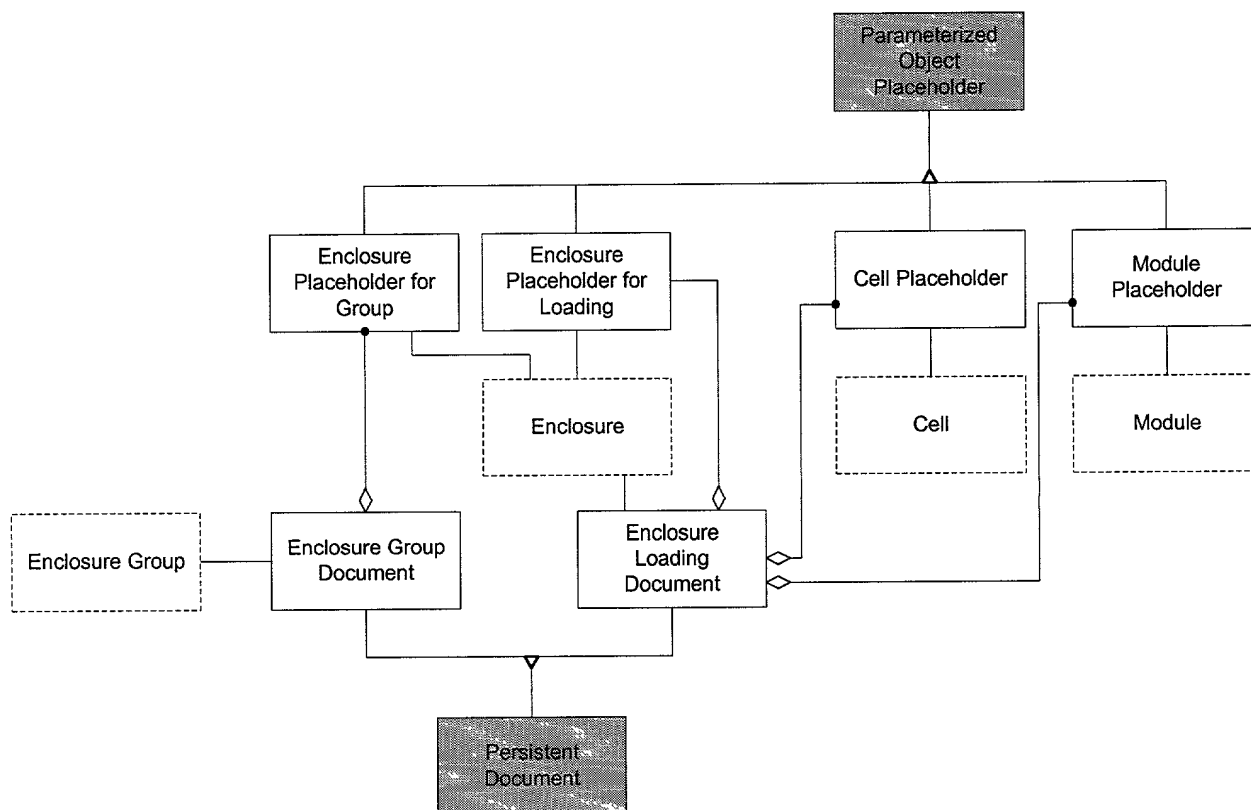 Parameterized
Object
Placeholder
Enclosure
Placeholder for
Group
Enclosure
Placeholder for
Loading
Cell Placeholder
Module
Placeholder
Enclosure
Cell
Module
Enclosure Group
Enclosure Group
Document
Enclosure
Loading
Document
Persistent
Document